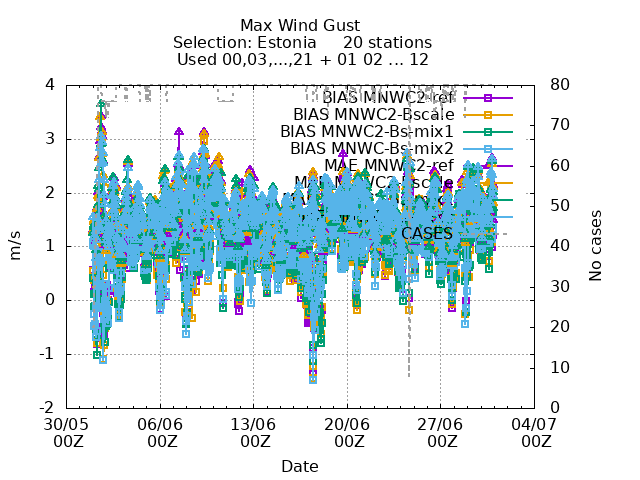 Max Wind Gust
Selection: Estonia 20 stations
Used 00,03,...,21 + 01 02 ... 12
4
3
2
1
0
-1
-2
m/s
80
70
60
50
40
30
20
10
0
No cases
BIAS MNWC2-ref
BIAS MNWC2-Bscale
BIAS MNWC2-Bs-mix1
BIAS MNWC-Bs-mix2
MAE MNWC2-ref
CASES
30/05 06/06 13/06 20/06 27/06 04/07
00Z 00Z 00Z 00Z 00Z 00Z
Date